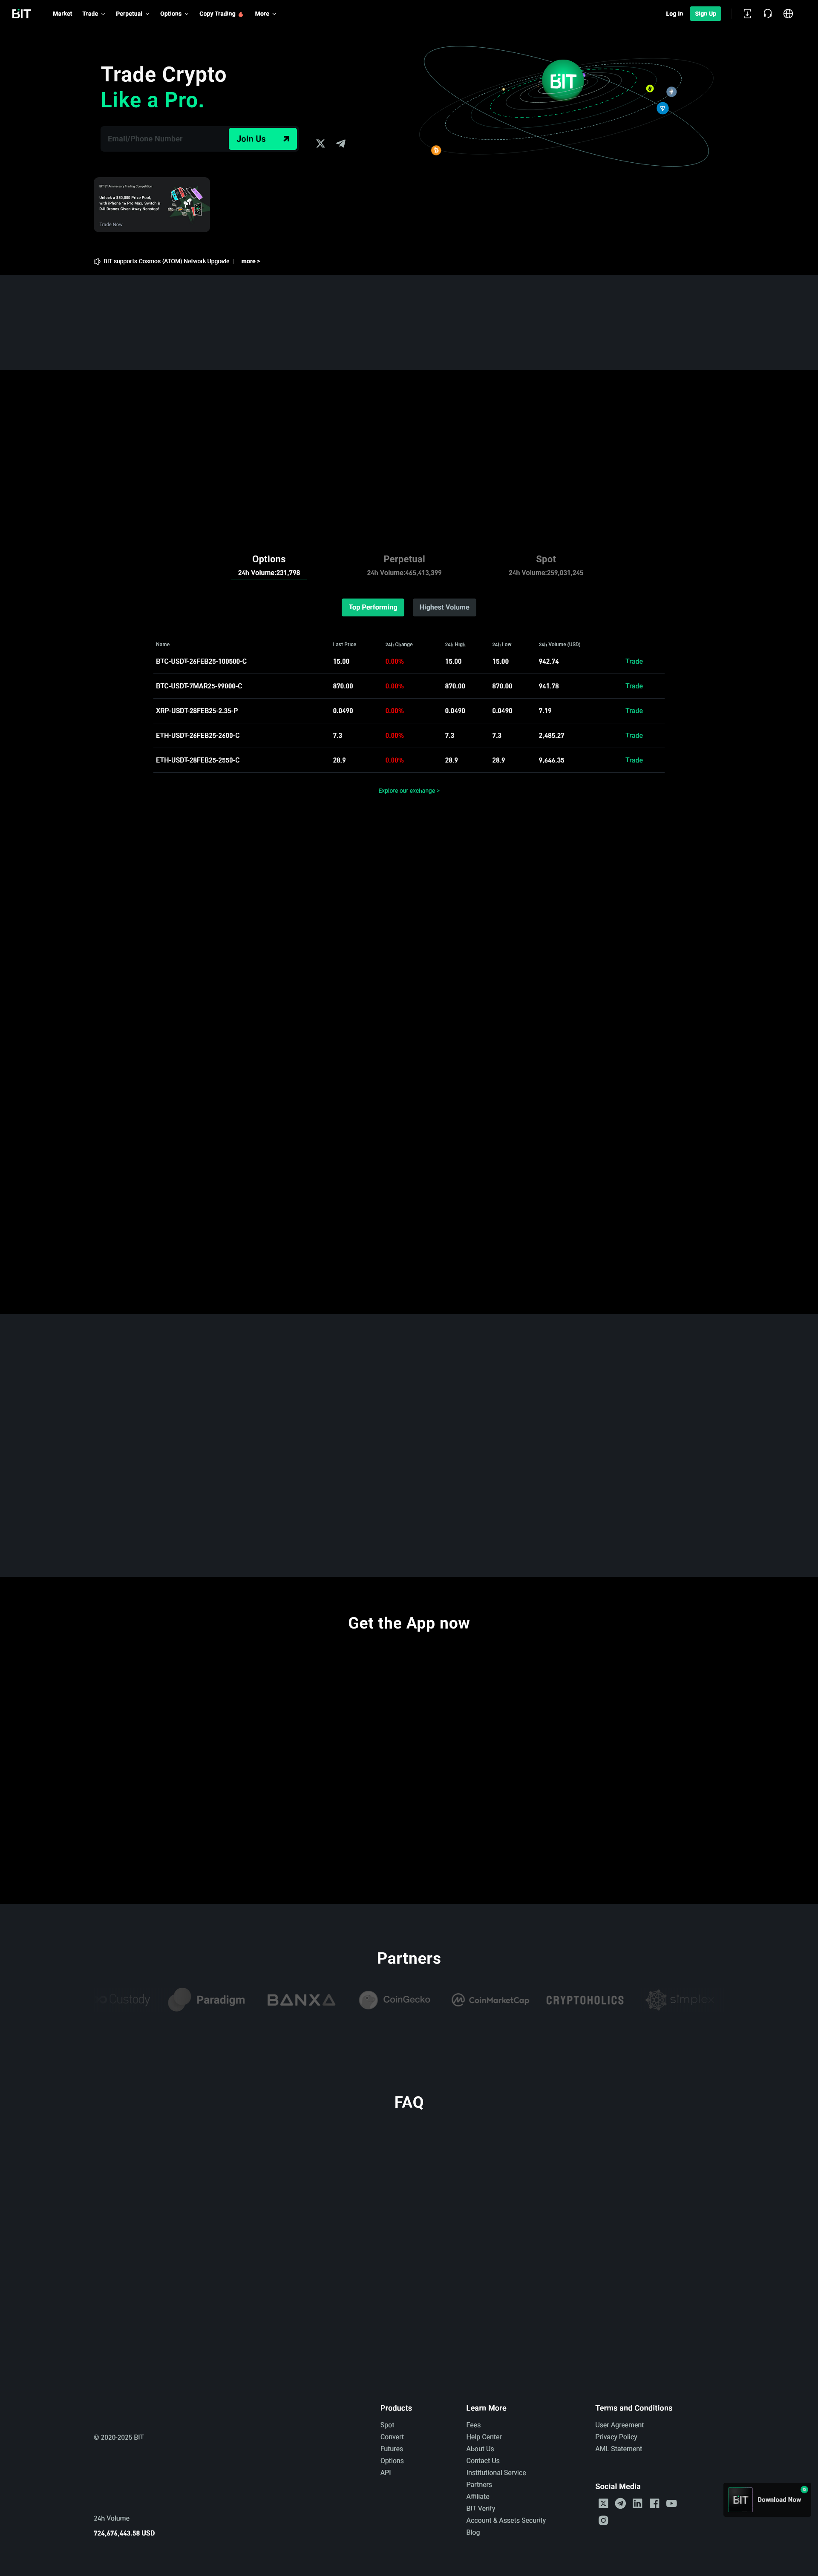 BIT
Market
Trade
Perpetual
Options
Copy Trading
More
Log In
Sign Up
Trade Crypto
Like a Pro.
BIT
Email/Phone Number
Join Us
Unlock a $50,000 Prize Pool,
with iPhone 16 Pro Max, Switch &
DJI Drones Given Away Nonstop!
Trade Now
BIT supports Cosmos (ATOM) Network Upgrade
more >
Options
24h Volume:231,798
Perpetual
24h Volume:465,413,399
Spot
24h Volume:259,031,245
Top Performing
Highest Volume
Name Last Price 24h Change 24h High 24h Low 24h Volume (USD)
BTC-USDT-26FEB25-100500-C 15.00 0.00% 15.00 15.00 942.74 Trade
BTC-USDT-7MAR25-99000-C 870.00 0.00% 870.00 870.00 941.78 Trade
XRP-USDT-28FEB25-2.35-P 0.0490 0.00% 0.0490 0.0490 7.19 Trade
ETH-USDT-26FEB25-2600-C 7.3 0.00% 7.3 7.3 2,485.27 Trade
ETH-USDT-28FEB25-2550-C 28.9 0.00% 28.9 28.9 9,646.35 Trade
Explore our exchange >
Get the App now
Partners
Custody
Paradigm
BANXA
CoinGecko
CoinMarketCap
CRYPTOHOLICS
simplex
FAQ
© 2020-2025 BIT
24h Volume
724,676,443.58 USD
Products
Spot
Convert
Futures
Options
API
Learn More
Fees
Help Center
About Us
Contact Us
Institutional Service
Partners
Affiliate
BIT Verify
Account & Assets Security
Blog
Terms and Conditions
User Agreement
Privacy Policy
AML Statement
Social Media
BIT
Download Now